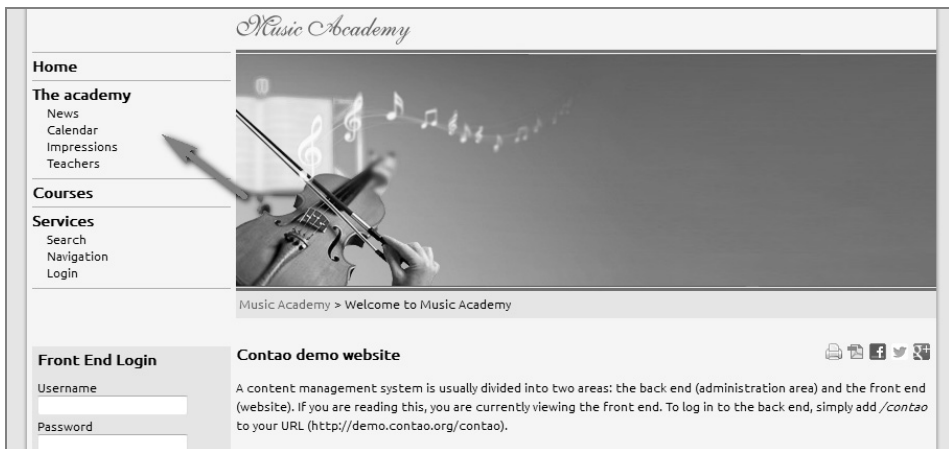 Music Academy
Home
The academy
News
Calendar
Impressions
Teachers
Courses
Services
Search
Navigation
Login
Music Academy > Welcome to Music Academy
Front End Login
Username
Password
Contao demo website
A content management system is usually divided into two areas: the back end (administration area) and the front end
(website). If you are reading this, you are currently viewing the front end. To log in to the back end, simply add /contao
to your URL (http://demo.contao.org/contao).